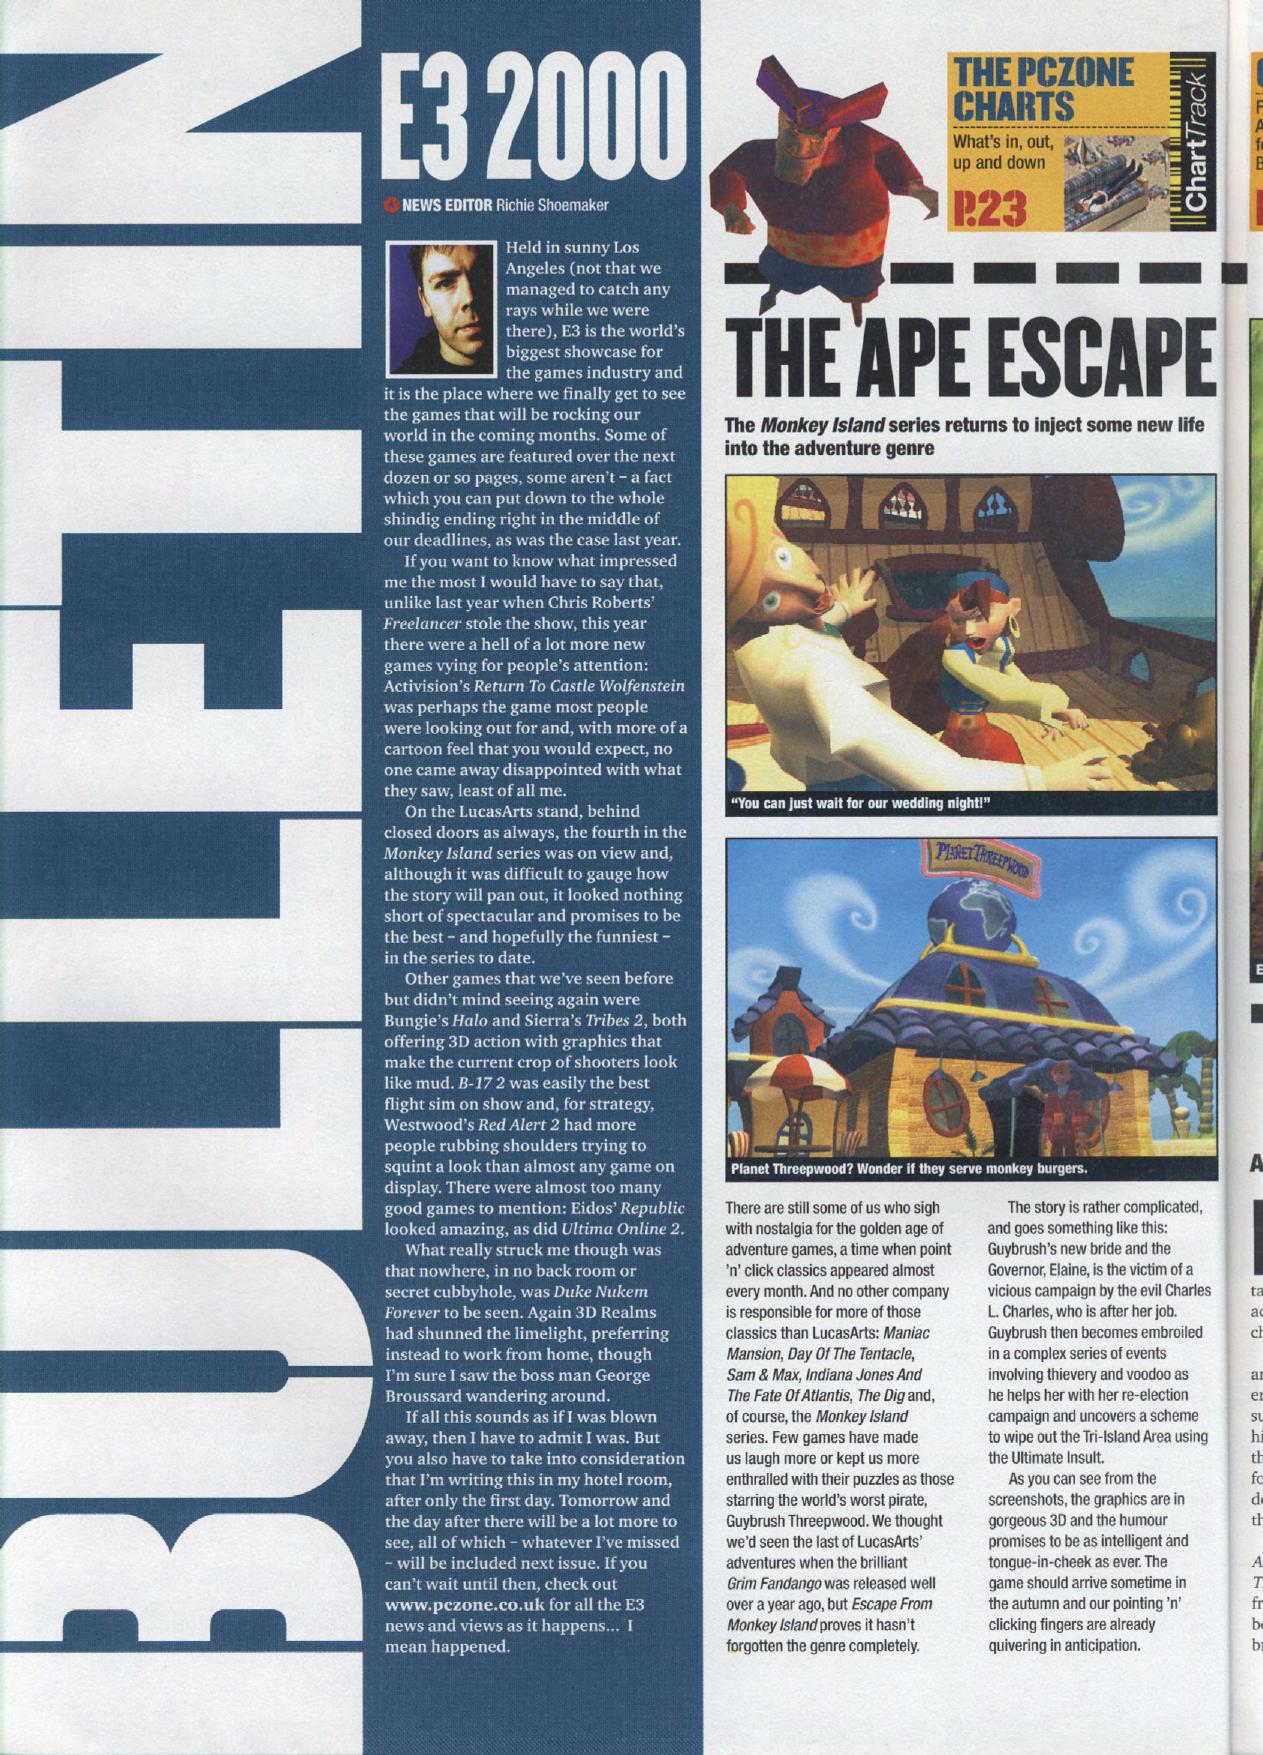 BULLETIN
E3 2000
NEWS EDITOR Richie Shoemaker
Held in sunny Los
Angeles (not that we
managed to catch any
rays while we were
there), E3 is the world's
biggest showcase for
the games industry and
it is the place where we finally get to see
the games that will be rocking our
world in the coming months. Some of
these games are featured over the next
dozen or so pages, some aren't – a fact
which you can put down to the whole
shindig ending right in the middle of
our deadlines, as was the case last year.
If you want to know what impressed
me the most I would have to say that,
unlike last year when Chris Roberts'
Freelancer stole the show, this year
there were a hell of a lot more new
games vying for people's attention:
Activision's Return To Castle Wolfenstein
was perhaps the game most people
were looking out for and, with more of a
cartoon feel that you would expect, no
one came away disappointed with what
they saw, least of all me.
On the LucasArts stand, behind
closed doors as always, the fourth in the
Monkey Island series was on view and,
although it was difficult to gauge how
the story will pan out, it looked nothing
short of spectacular and promises to be
the best – and hopefully the funniest –
in the series to date.
Other games that we've seen before
but didn't mind seeing again were
Bungie's Halo and Sierra's Tribes 2, both
offering 3D action with graphics that
make the current crop of shooters look
like mud. B-17 2 was easily the best
flight sim on show and, for strategy,
Westwood's Red Alert 2 had more
people rubbing shoulders trying to
squint a look than almost any game on
display. There were almost too many
good games to mention: Eidos' Republic
looked amazing, as did Ultima Online 2.
What really struck me though was
that nowhere, in no back room or
secret cubbyhole, was Duke Nukem
Forever to be seen. Again 3D Realms
had shunned the limelight, preferring
instead to work from home, though
I'm sure I saw the boss man George
Broussard wandering around.
If all this sounds as if I was blown
away, then I have to admit I was. But
you also have to take into consideration
that I'm writing this in my hotel room,
after only the first day. Tomorrow and
the day after there will be a lot more to
see, all of which – whatever I've missed
– will be included next issue. If you
can't wait until then, check out
www.pczone.co.uk for all the E3
news and views as it happens... I
mean happened.
THE PCZONE
CHARTS
What's in, out,
up and down
P.23
ChartTrack
THE APE ESCAPE
The Monkey Island series returns to inject some new life
into the adventure genre
"You can just wait for our wedding night!"
PLANET THREEPWOOD
Planet Threepwood? Wonder if they serve monkey burgers.
There are still some of us who sigh
with nostalgia for the golden age of
adventure games, a time when point
'n' click classics appeared almost
every month. And no other company
is responsible for more of those
classics than LucasArts: Maniac
Mansion, Day Of The Tentacle,
Sam & Max, Indiana Jones And
The Fate Of Atlantis, The Dig and,
of course, the Monkey Island
series. Few games have made
us laugh more or kept us more
enthralled with their puzzles as those
starring the world's worst pirate,
Guybrush Threepwood. We thought
we'd seen the last of LucasArts'
adventures when the brilliant
Grim Fandango was released well
over a year ago, but Escape From
Monkey Island proves it hasn't
forgotten the genre completely.
The story is rather complicated,
and goes something like this:
Guybrush's new bride and the
Governor, Elaine, is the victim of a
vicious campaign by the evil Charles
L. Charles, who is after her job.
Guybrush then becomes embroiled
in a complex series of events
involving thievery and voodoo as
he helps her with her re-election
campaign and uncovers a scheme
to wipe out the Tri-Island Area using
the Ultimate Insult.
As you can see from the
screenshots, the graphics are in
gorgeous 3D and the humour
promises to be as intelligent and
tongue-in-cheek as ever. The
game should arrive sometime in
the autumn and our pointing 'n'
clicking fingers are already
quivering in anticipation.